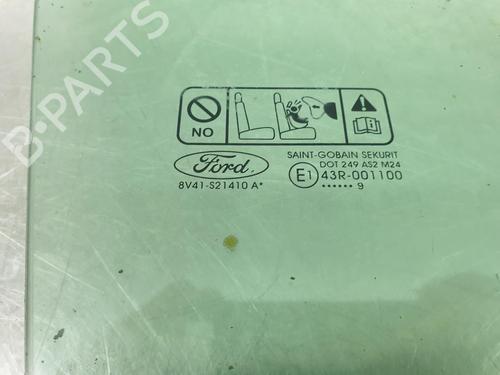 B-PARTS
NO
Ford
8V41-S21410 A*
SAINT-GOBAIN SEKURIT
DOT 249 AS2 M24
E1 43R-001100
•••••• 9